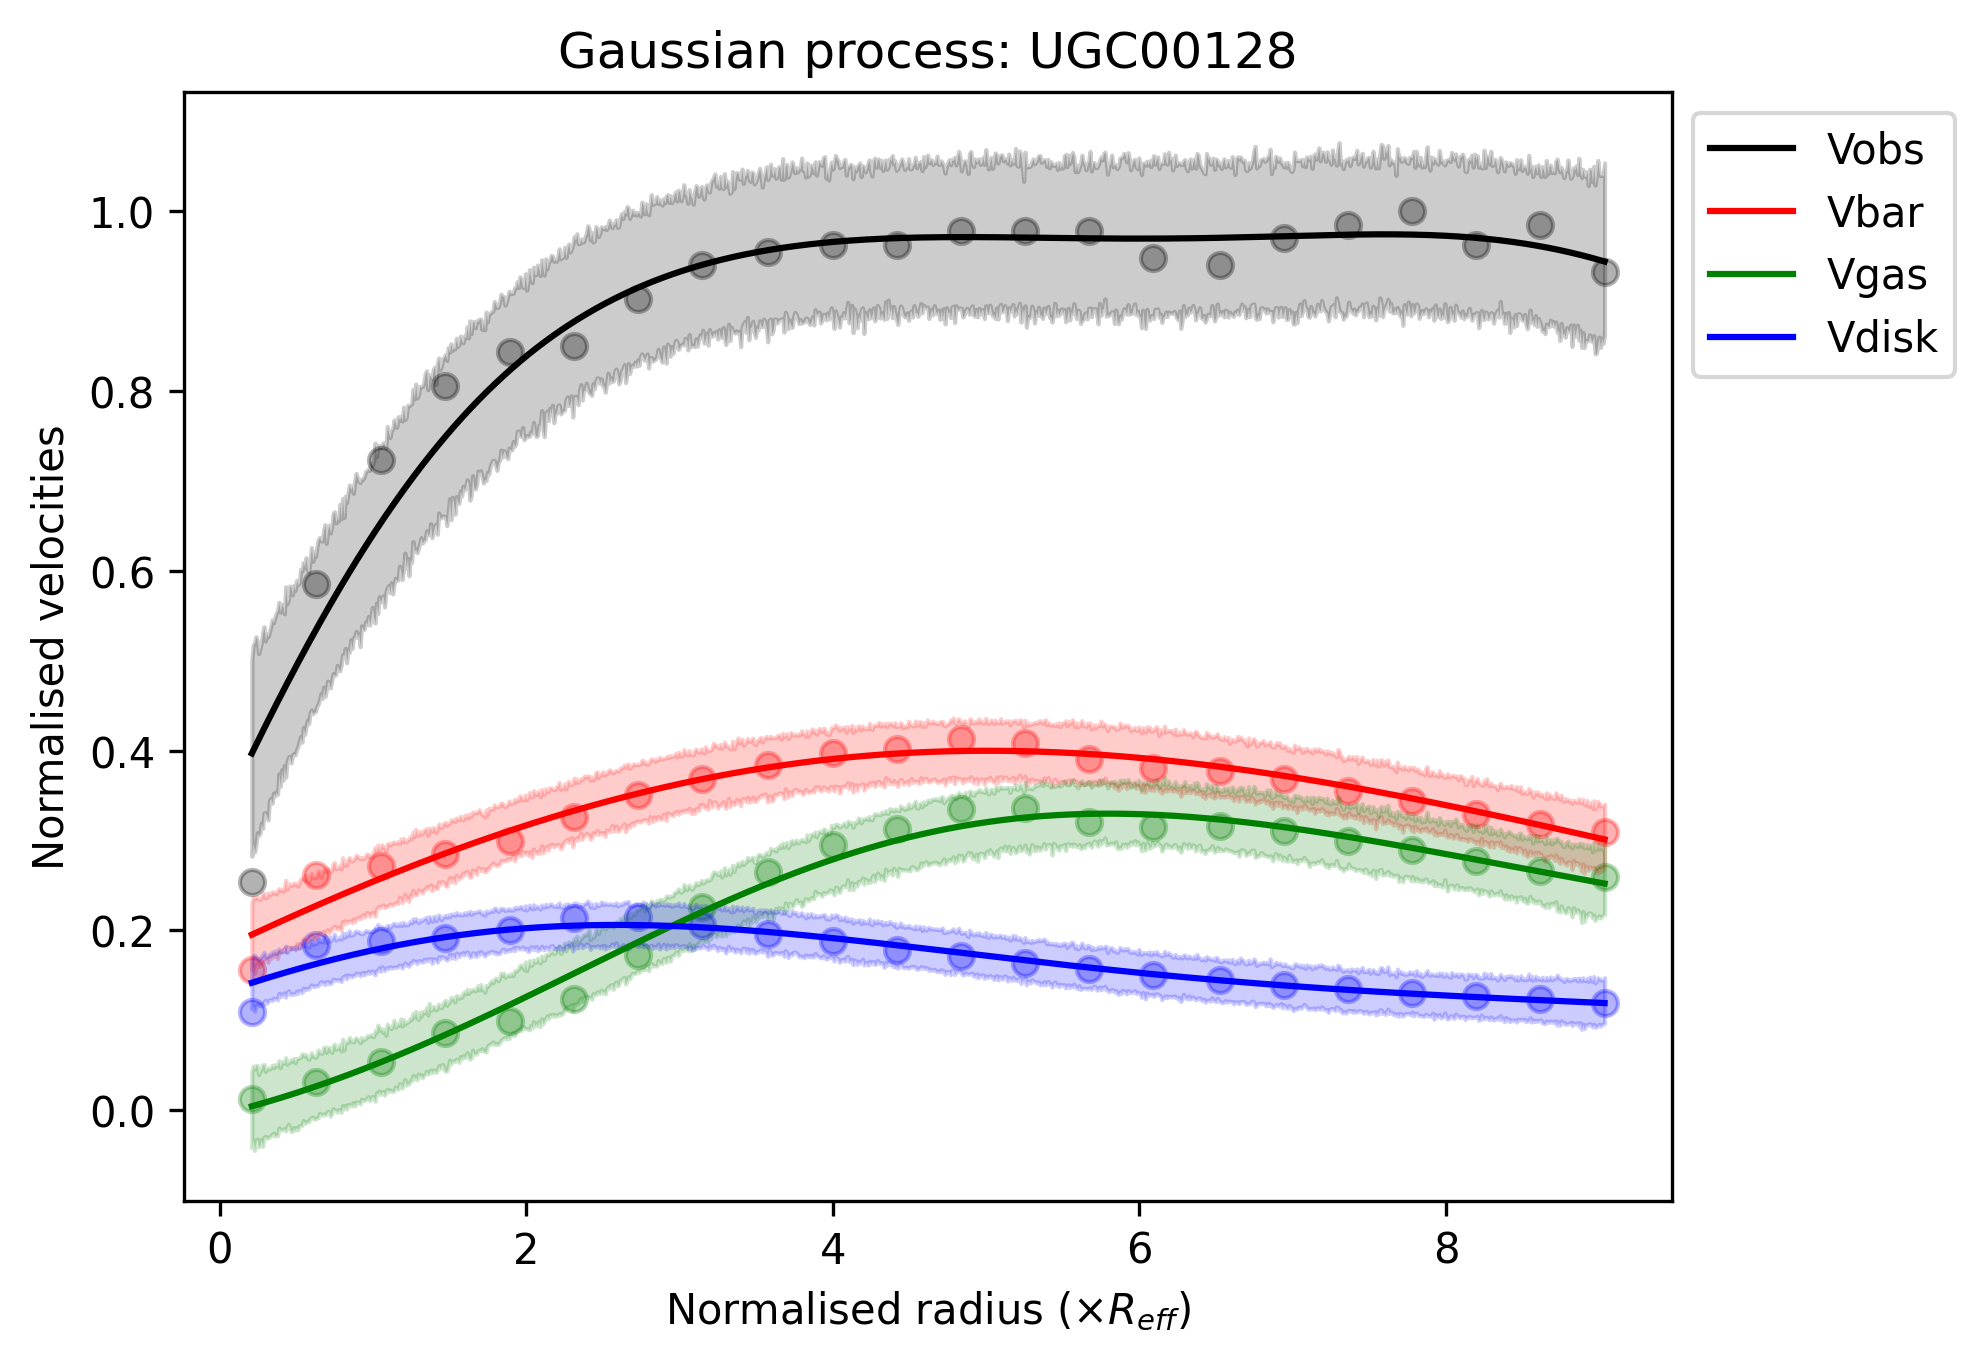 Gaussian process: UGC00128
Vobs
Vbar
Vgas
Vdisk
1.0
0.8
0.6
0.4
0.2
0.0
Normalised velocities
0 2 4 6 8
Normalised radius (×R_eff)